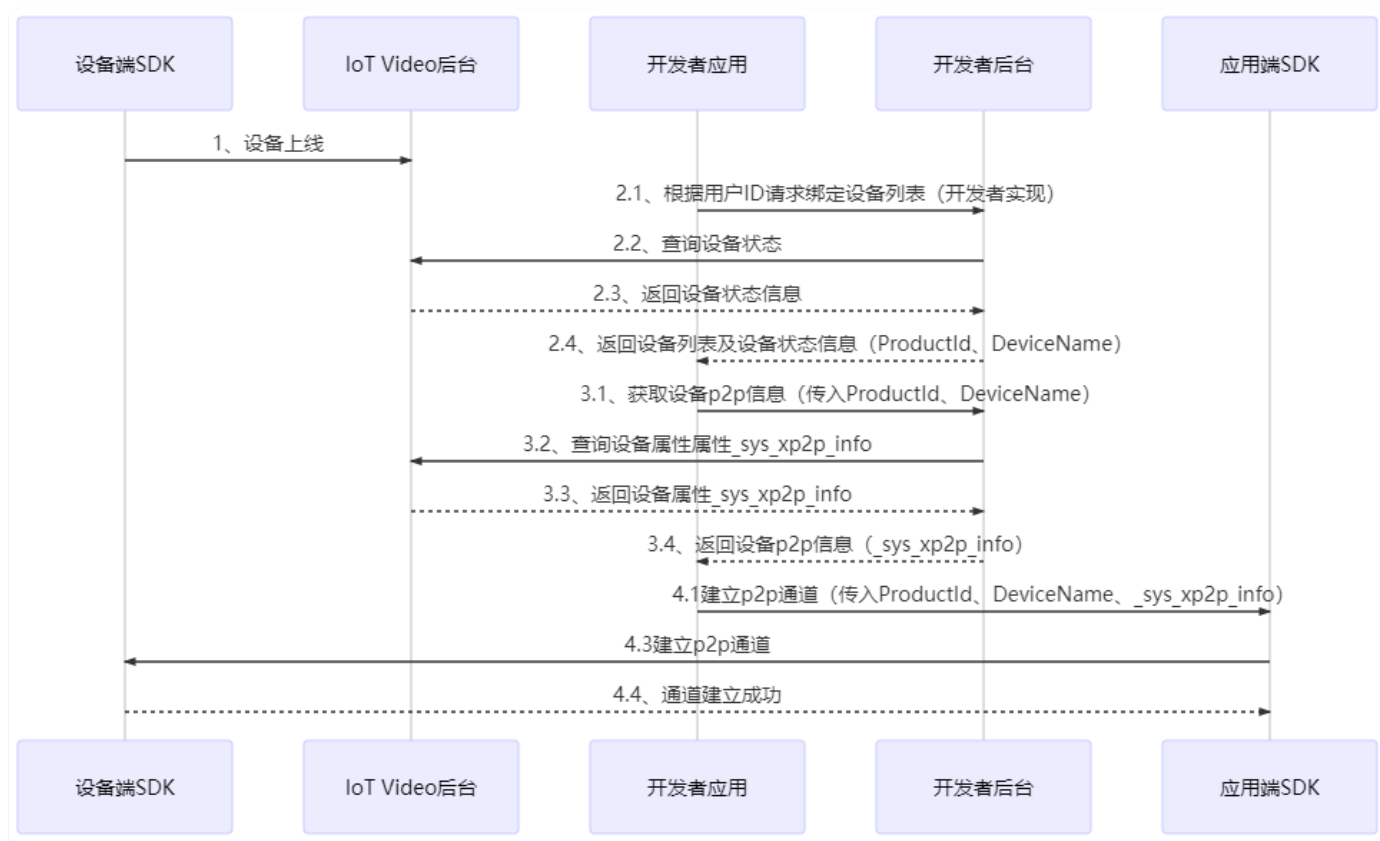 设备端SDK
IoT Video后台
开发者应用
开发者后台
应用端SDK
1、设备上线
2.1、根据用户ID请求绑定设备列表（开发者实现）
2.2、查询设备状态
2.3、返回设备状态信息
2.4、返回设备列表及设备状态信息（ProductId、DeviceName）
3.1、获取设备p2p信息（传入ProductId、DeviceName）
3.2、查询设备属性属性_sys_xp2p_info
3.3、返回设备属性_sys_xp2p_info
3.4、返回设备p2p信息（_sys_xp2p_info）
4.1建立p2p通道（传入ProductId、DeviceName、_sys_xp2p_info）
4.3建立p2p通道
4.4、通道建立成功
设备端SDK
IoT Video后台
开发者应用
开发者后台
应用端SDK